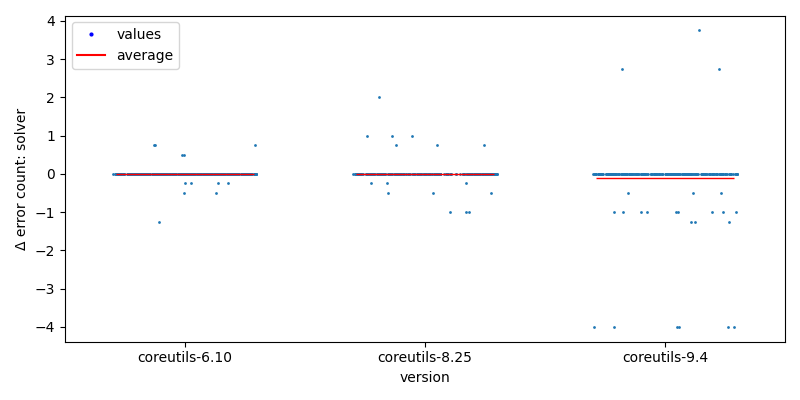 values
average
4
3
2
1
0
−1
−2
−3
−4
Δ error count: solver
coreutils-6.10
coreutils-8.25
coreutils-9.4
version